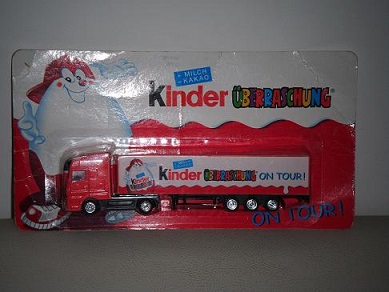 + MILCH
- KAKAO
Kinder ÜBERRASCHUNG
Kinder ÜBERRASCHUNG ON TOUR!
ON TOUR!